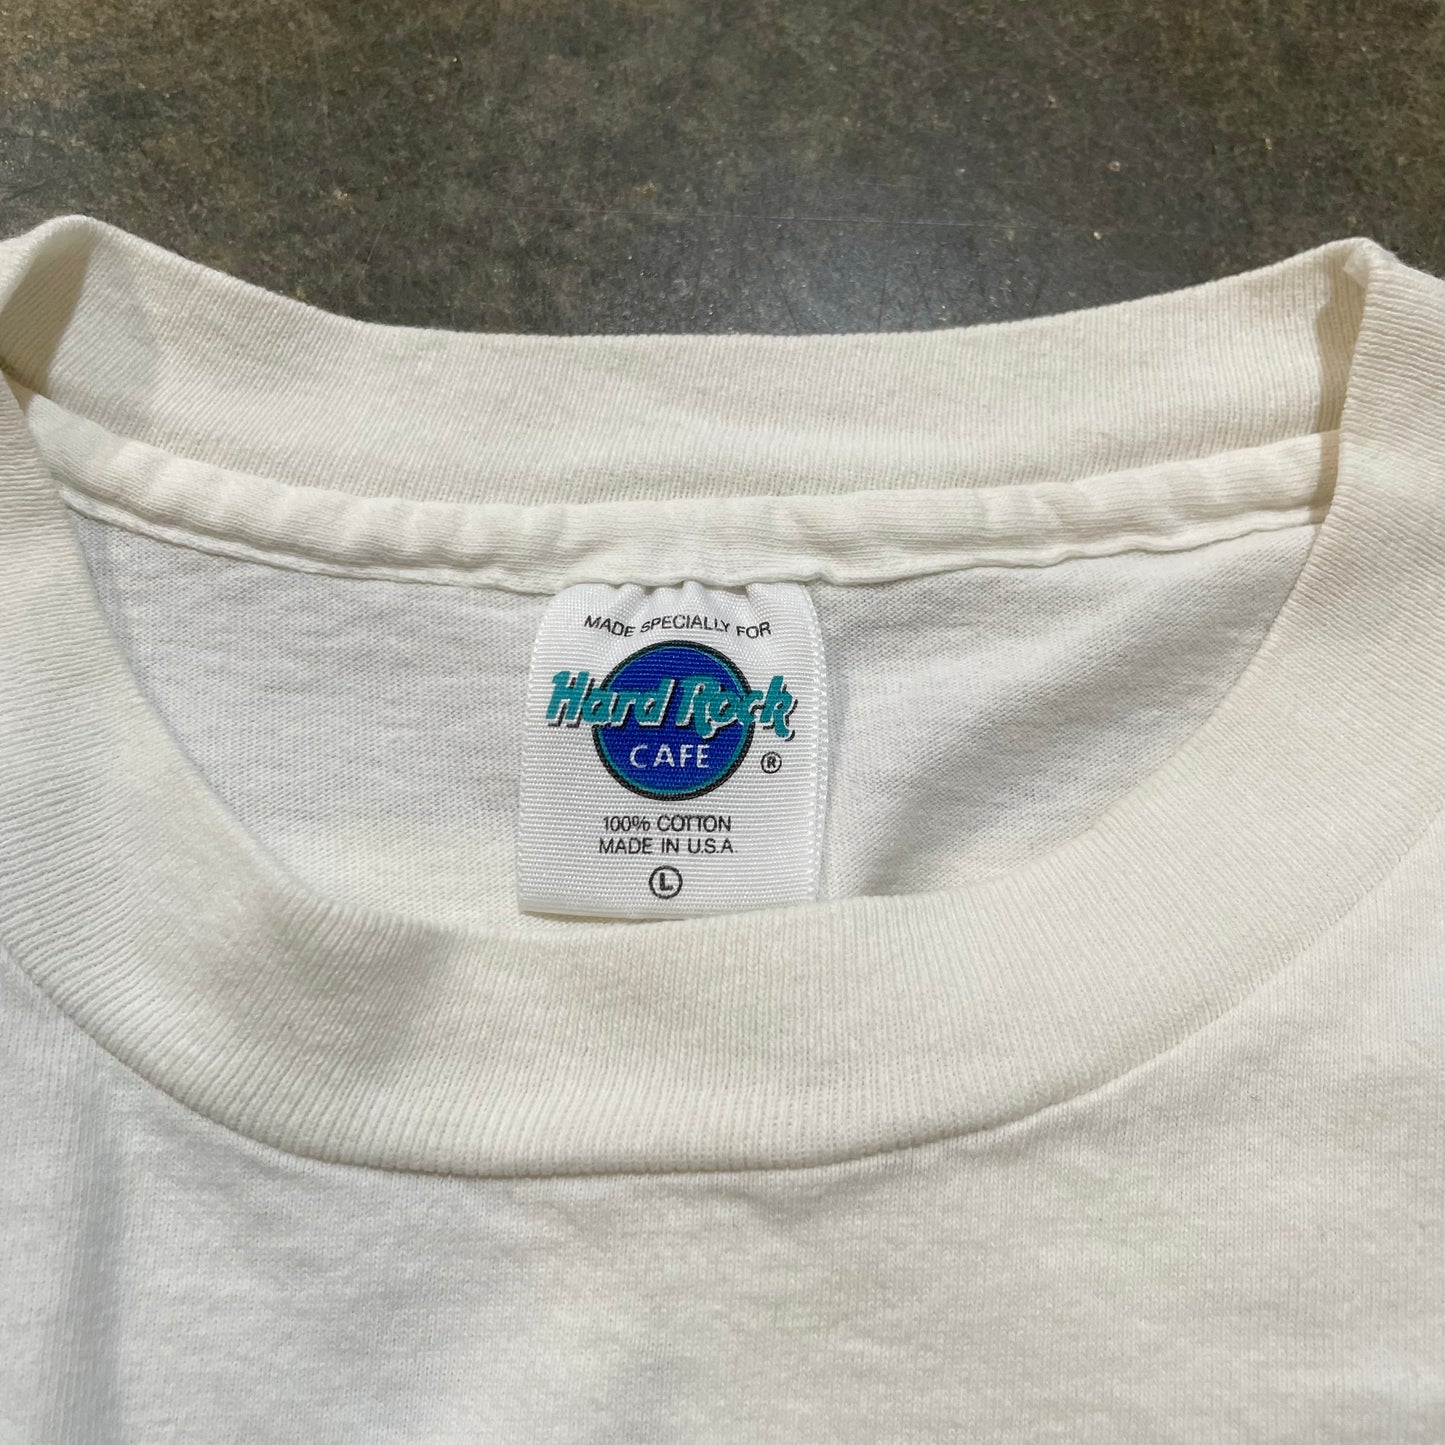 MADE SPECIALLY FOR
Hard Rock
CAFE ®
100% COTTON
MADE IN U.S.A.
L